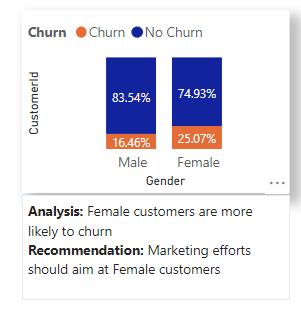 Churn Churn No Churn
CustomerId
83.54% 74.93%
16.46% 25.07%
Male Female
Gender
...
Analysis: Female customers are more
likely to churn
Recommendation: Marketing efforts
should aim at Female customers